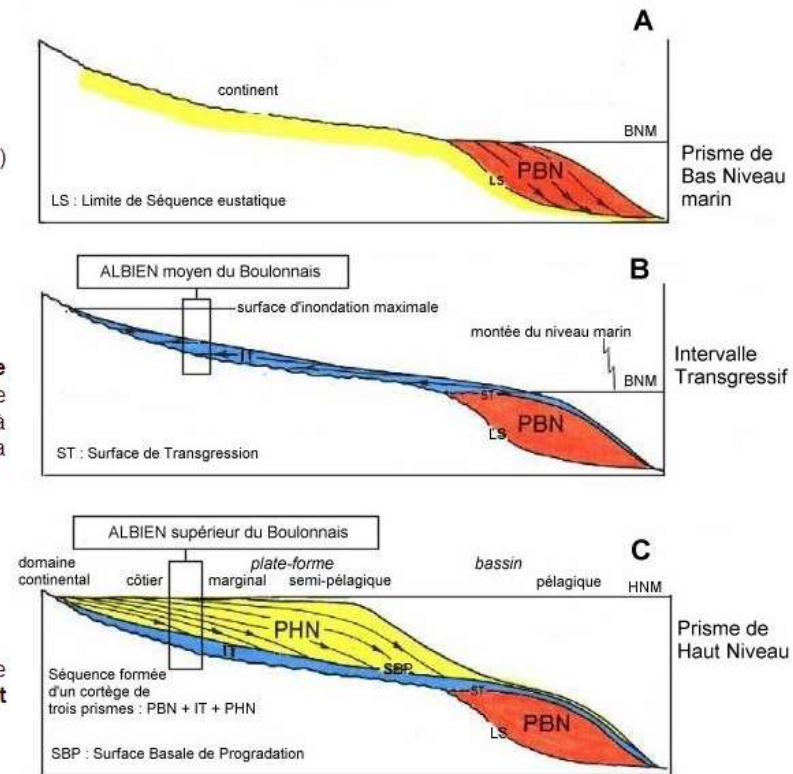 A
continent
)
BNM
PBN
LS
Prisme de
Bas Niveau
marin
LS : Limite de Séquence eustatique
B
ALBIEN moyen du Boulonnais
surface d'inondation maximale
montée du niveau marin
e
e
à
a
IT
BNM
Intervalle
Transgressif
ST
PBN
LS
ST : Surface de Transgression
C
ALBIEN supérieur du Boulonnais
domaine
continental
côtier
plate-forme
marginal
semi-pélagique
bassin
pélagique
HNM
PHN
Prisme de
Haut Niveau
IT
SBP
ST
PBN
LS
e
t
Séquence formée
d'un cortège de
trois prismes : PBN + IT + PHN
SBP : Surface Basale de Progradation